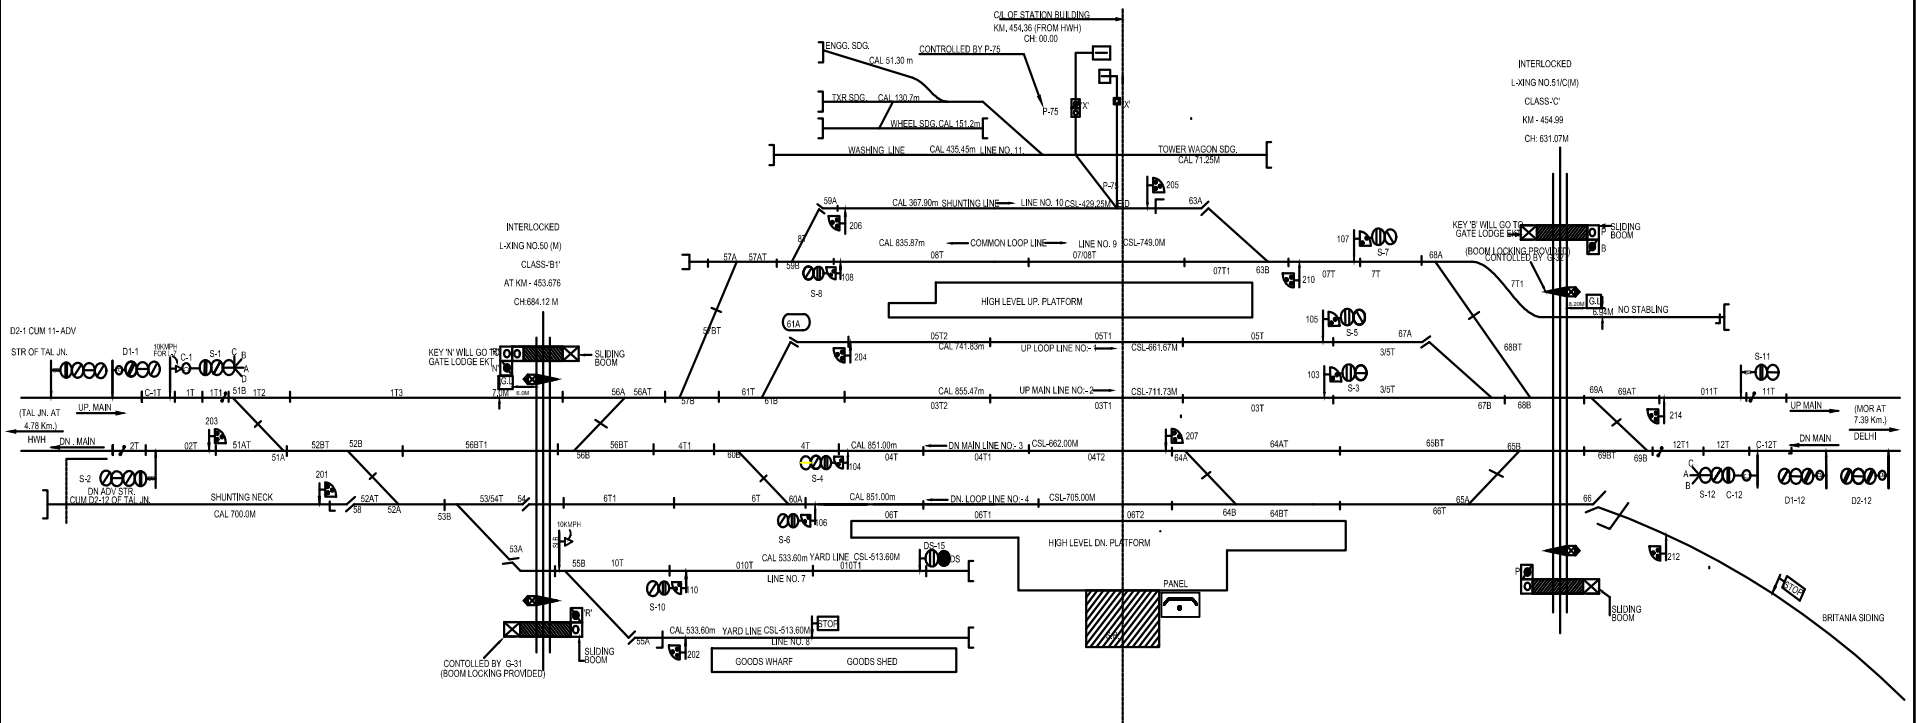 C/L OF STATION BUILDING
KM. 454.36 (FROM HWH)
CH: 00.00
ENGG. SDG.
CAL 51.30 m
CONTROLLED BY P-75
TXR SDG. CAL 130.7m
P-75
'X'
'X'
WHEEL SDG. CAL 151.2m
WASHING LINE CAL 435.45m LINE NO. 11.
TOWER WAGON SDG.
CAL 71.25M
INTERLOCKED
L-XING NO.51/C(M)
CLASS-'C'
KM - 454.99
CH: 631.07M
P-75
205
59A
CAL 367.90m SHUNTING LINE LINE NO. 10 CSL-429.25M
63A
206
87
INTERLOCKED
L-XING NO.50 (M)
CLASS-'B1'
AT KM - 453.676
CH:684.12 M
KEY 'B' WILL GO TO
GATE LODGE EKT
SLIDING
BOOM
P
B
(BOOM LOCKING PROVIDED)
CONTOLLED BY G-32
CAL 835.87m COMMON LOOP LINE LINE NO. 9 CSL-749.0M
107
S-7
57A 57AT 59B 08T 07/08T 07T1 63B 07T 7T 68A
108
S-8
210
7T1
HIGH LEVEL UP. PLATFORM
G.L
8.20M
6.94M
NO STABLING
57BT
61A
204
05T2 05T1 05T
CAL 741.83m UP LOOP LINE NO:- 1 CSL-661.67M
105
S-5
67A
3/5T
68BT
D2-1 CUM 11- ADV
STR OF TAL JN.
D1-1
10KMPH
FOR L-7
C-1
S-1
C
B
A
D
KEY 'N' WILL GO TO
GATE LODGE EKT
'N'
G.L
SLIDING
BOOM
7.0M
6.0M
103
S-3
S-11
C-1T 1T 1T1 51B 1T2 1T3 56A 56AT 57B 61T 61B
CAL 855.47m UP MAIN LINE NO:- 2 CSL-711.73M
03T2 03T1 03T 3/5T 67B 68B 69A 69AT 011T 11T
UP. MAIN
(TAL JN. AT
4.78 Km.)
HWH
DN . MAIN
203
214
UP MAIN
(MOR AT
7.39 Km.)
DELHI
DN MAIN
2T 02T 51AT 51A 52BT 52B 56BT1 56B 56BT 4T1 60B 4T
CAL 851.00m DN MAIN LINE NO:- 3 CSL-662.00M
207
04T 04T1 04T2 64A 64AT 65BT 65B 69BT 69B 12T1 12T C-12T
104
S-4
S-2
DN ADV STR.
CUM D2-12 OF TAL JN.
201
C
A
B
S-12 C-12 D1-12 D2-12
SHUNTING NECK
CAL 700.0M
52AT
58 52A
53B 53/54T 54 6T1 6T 60A
CAL 851.00m DN. LOOP LINE NO:- 4 CSL-705.00M
06T 06T1 06T2 64B 64BT 66T 65A 66
106
S-6
10KMPH
HIGH LEVEL DN. PLATFORM
212
53A
55B 10T 010T 010T1
CAL 533.60m YARD LINE CSL-513.60M
LINE NO. 7
DS-15
DS
110
S-10
P
PANEL
STOP
SLIDING
BOOM
BRITANIA SIDING
'R'
SLIDING
BOOM
55A
CAL 533.60m YARD LINE CSL-513.60M
LINE NO. 8
STOP
202
GOODS WHARF GOODS SHED
CONTOLLED BY G-31
(BOOM LOCKING PROVIDED)